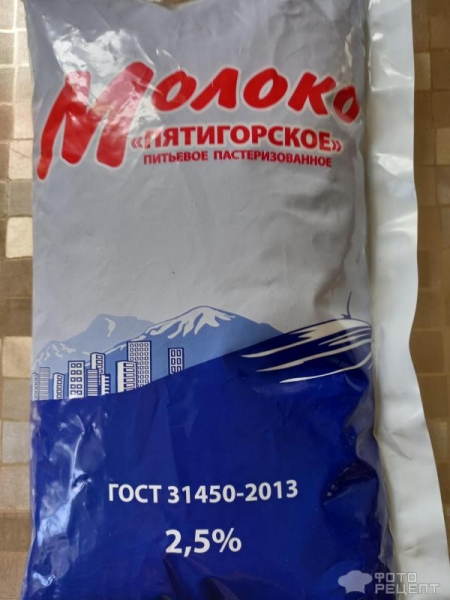 Молоко
«ПЯТИГОРСКОЕ»
ПИТЬЕВОЕ ПАСТЕРИЗОВАННОЕ
ГОСТ 31450-2013
2,5%
ФОТО
РЕЦЕПТ